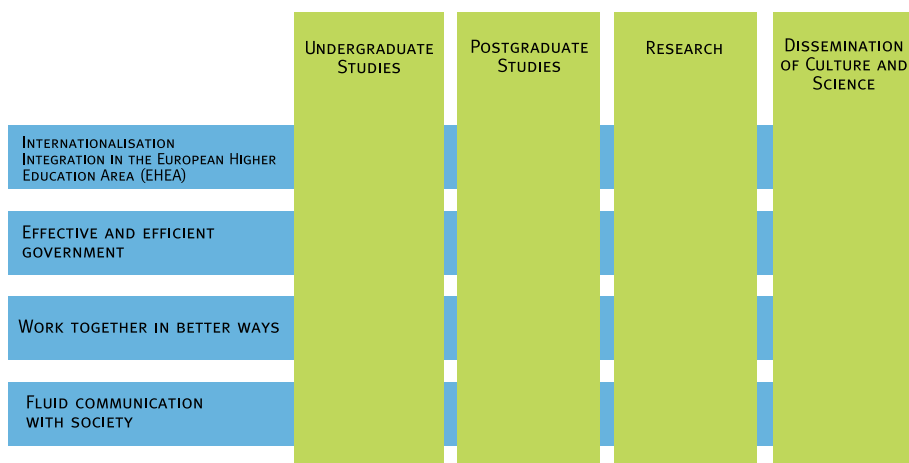 Undergraduate
Studies
Postgraduate
Studies
Research
Dissemination
of Culture and
Science
Internationalisation
Integration in the European Higher
Education Area (EHEA)
Effective and efficient
government
Work together in better ways
Fluid communication
with society